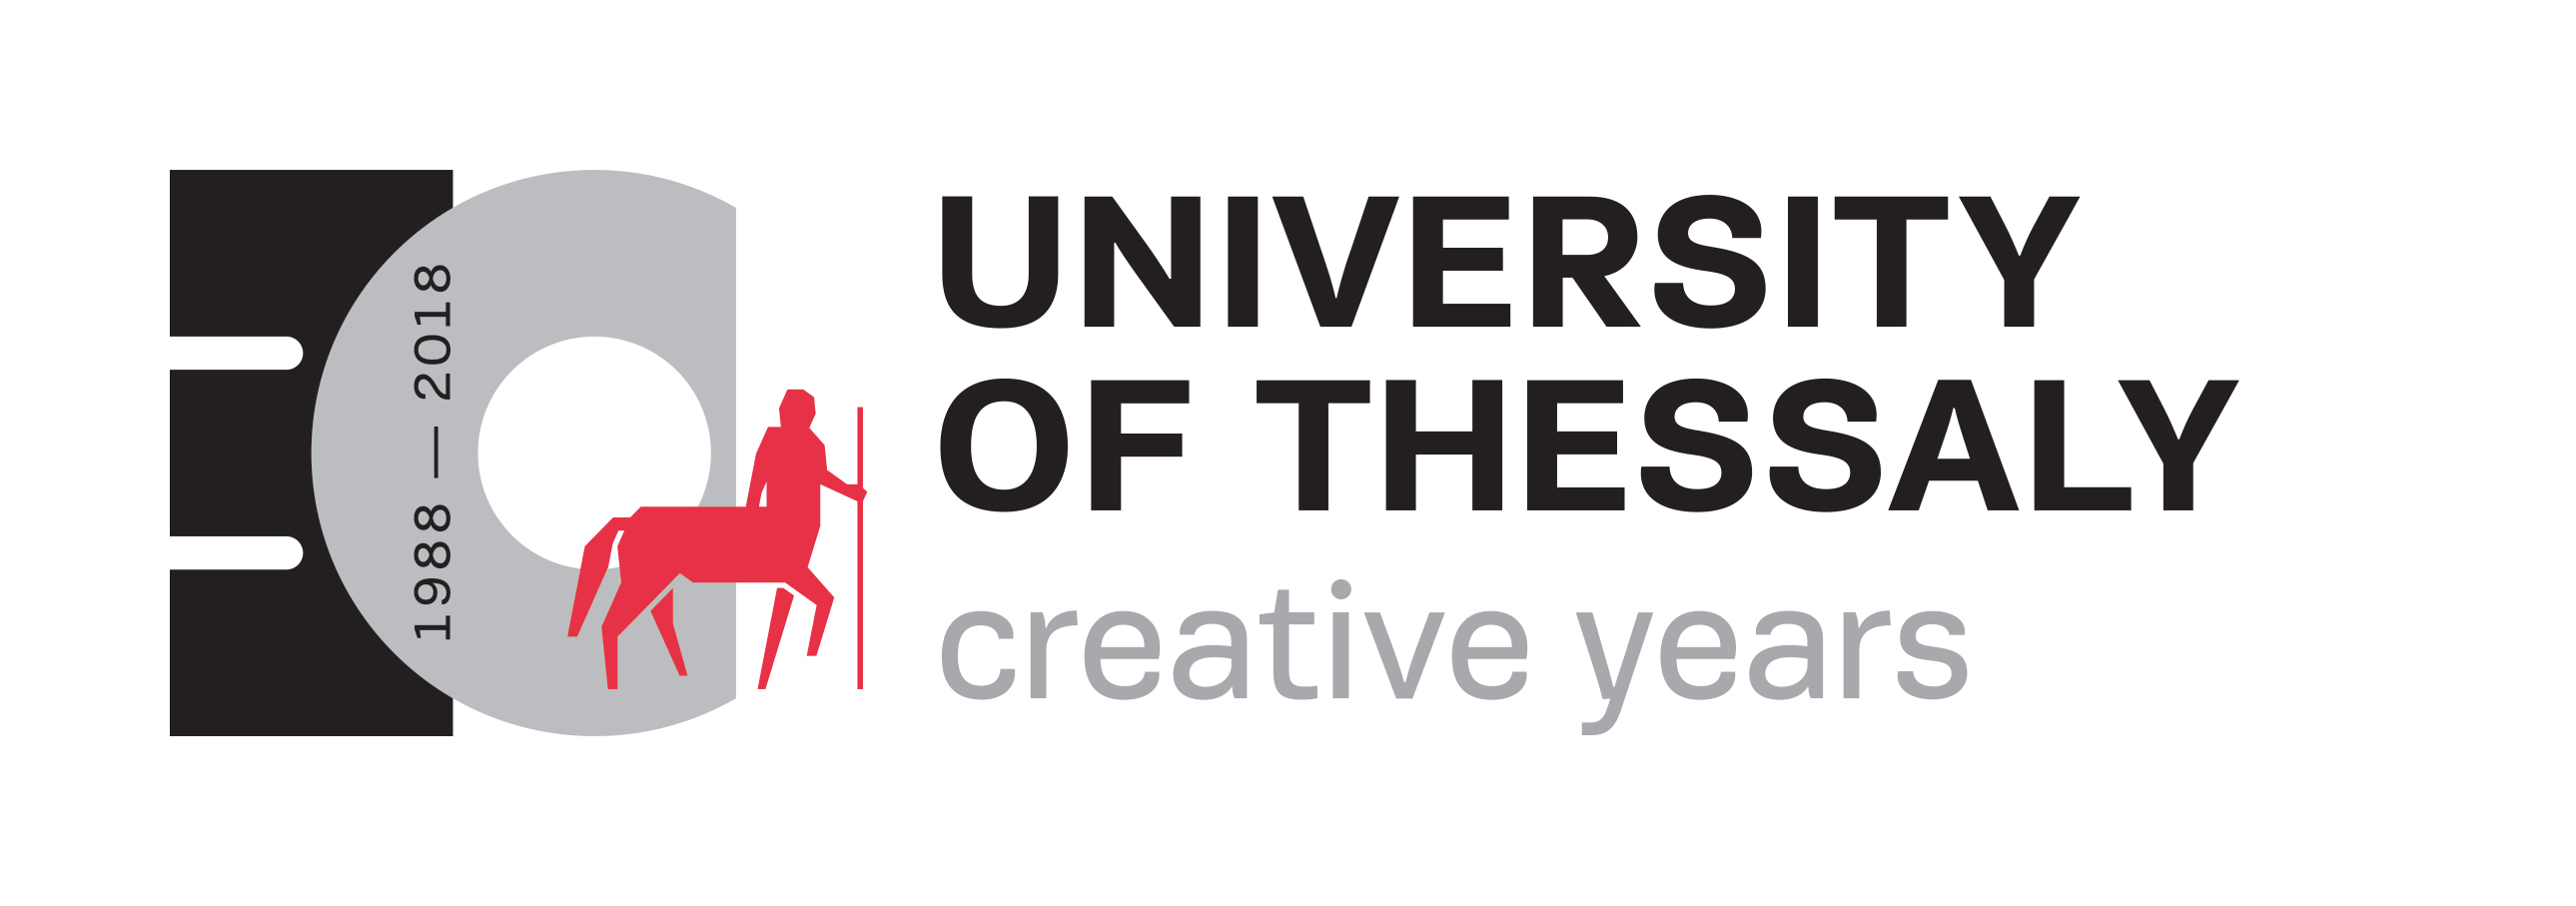 1988 — 2018
UNIVERSITY
OF THESSALY
creative years